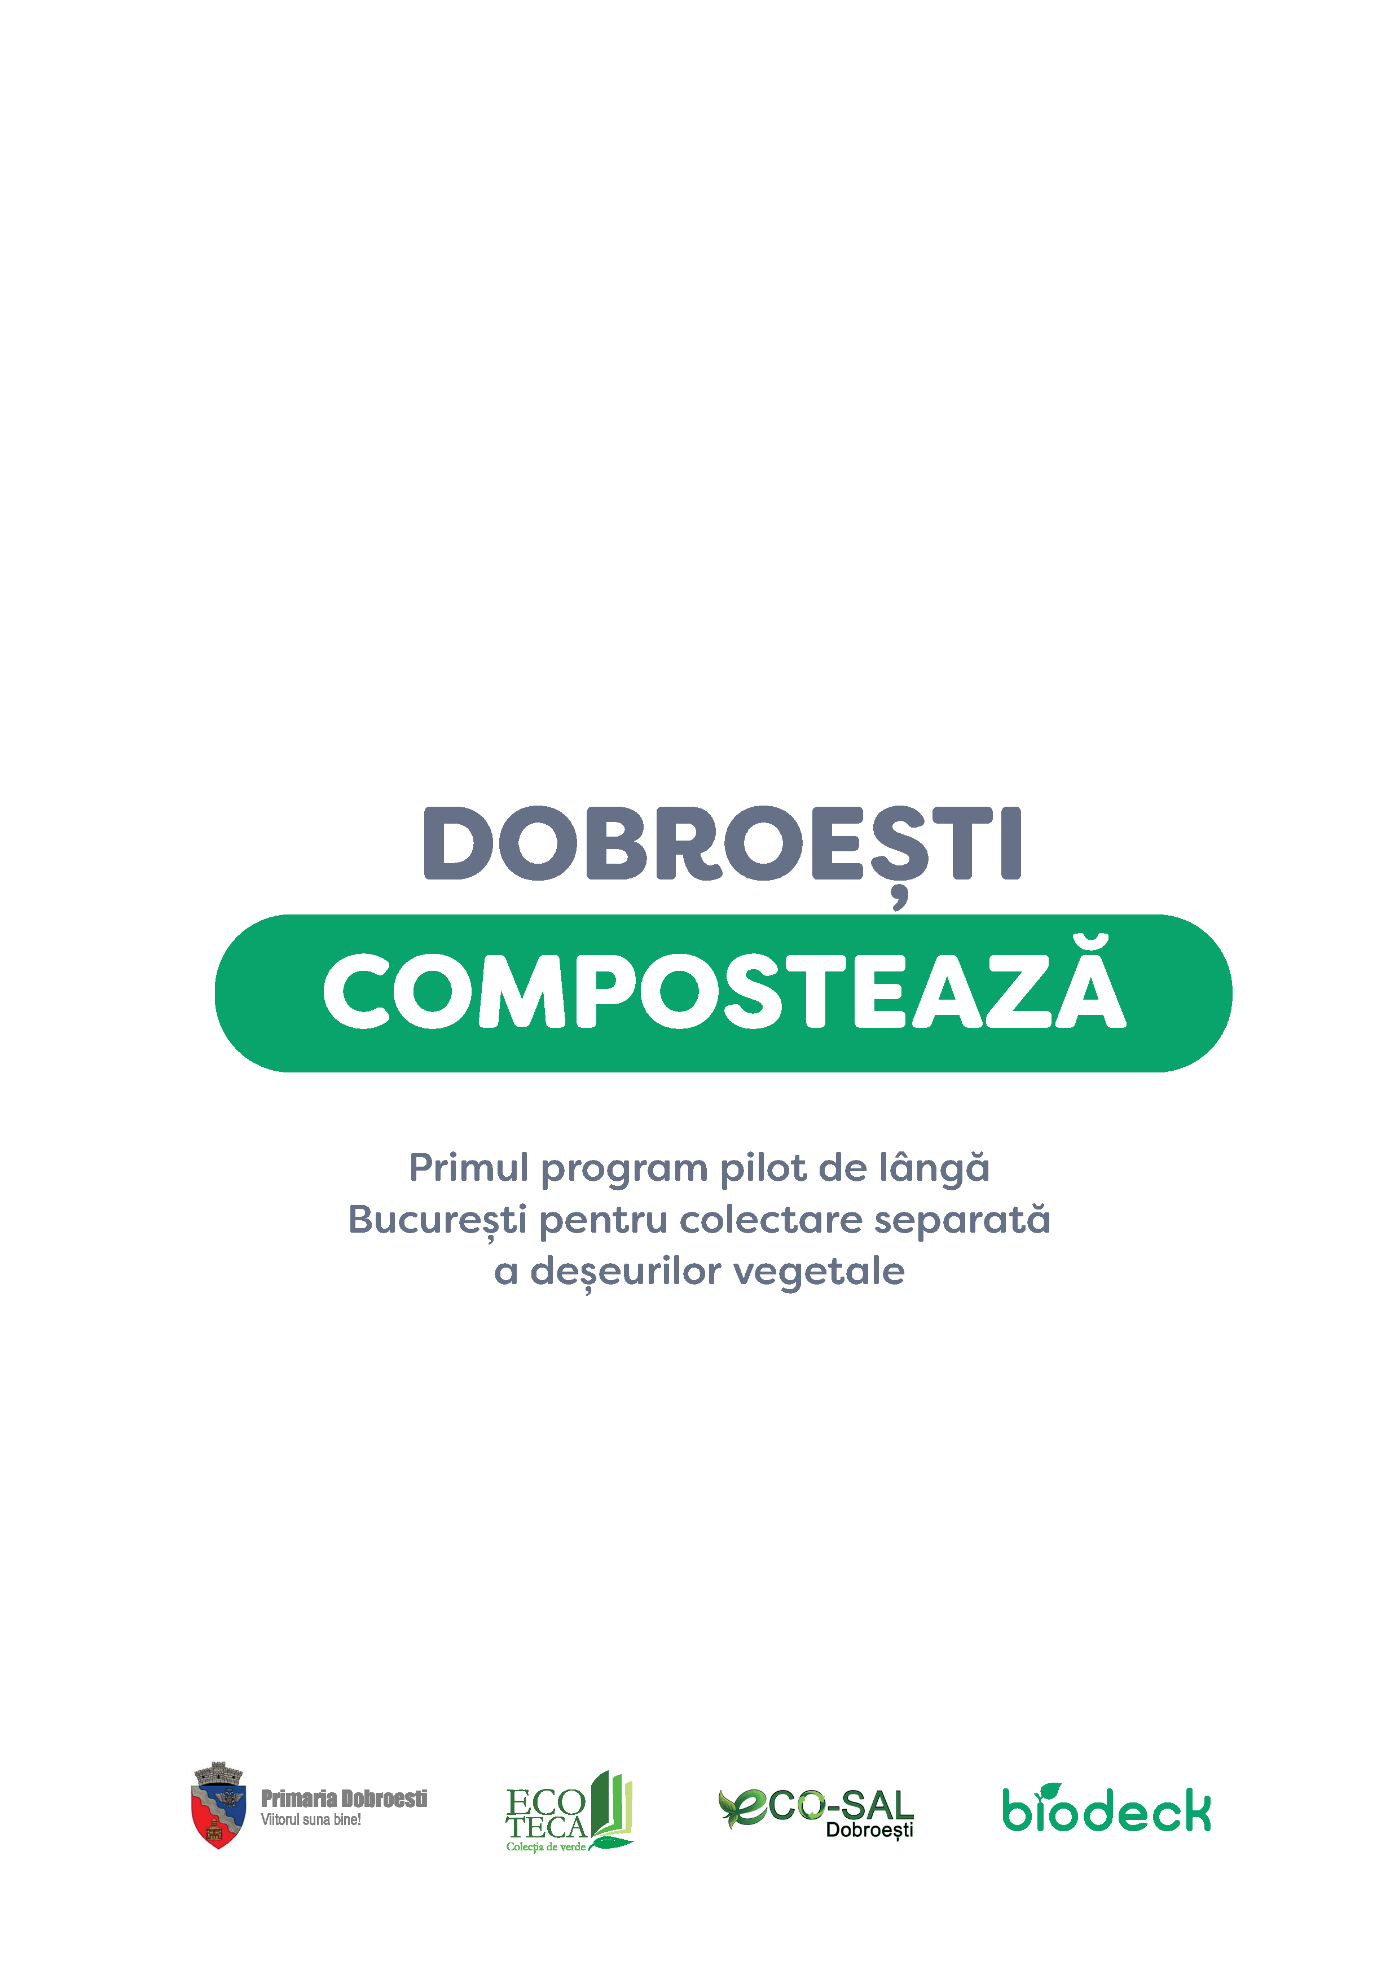 DOBROEȘTI
COMPOSTEAZĂ
Primul program pilot de lângă
București pentru colectare separată
a deșeurilor vegetale
Primaria Dobroesti
Viitorul suna bine!
ECO
TECA
Colecția de verde
eCO-SAL
Dobroești
biodeck